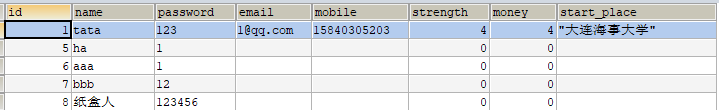 id name password email mobile strength money start_place
1 tata 123 1@qq.com 15840305203 4 4 "大连海事大学"
5 ha 1 0 0
6 aaa 1 0 0
7 bbb 12 0 0
8 纸盒人 123456 0 0